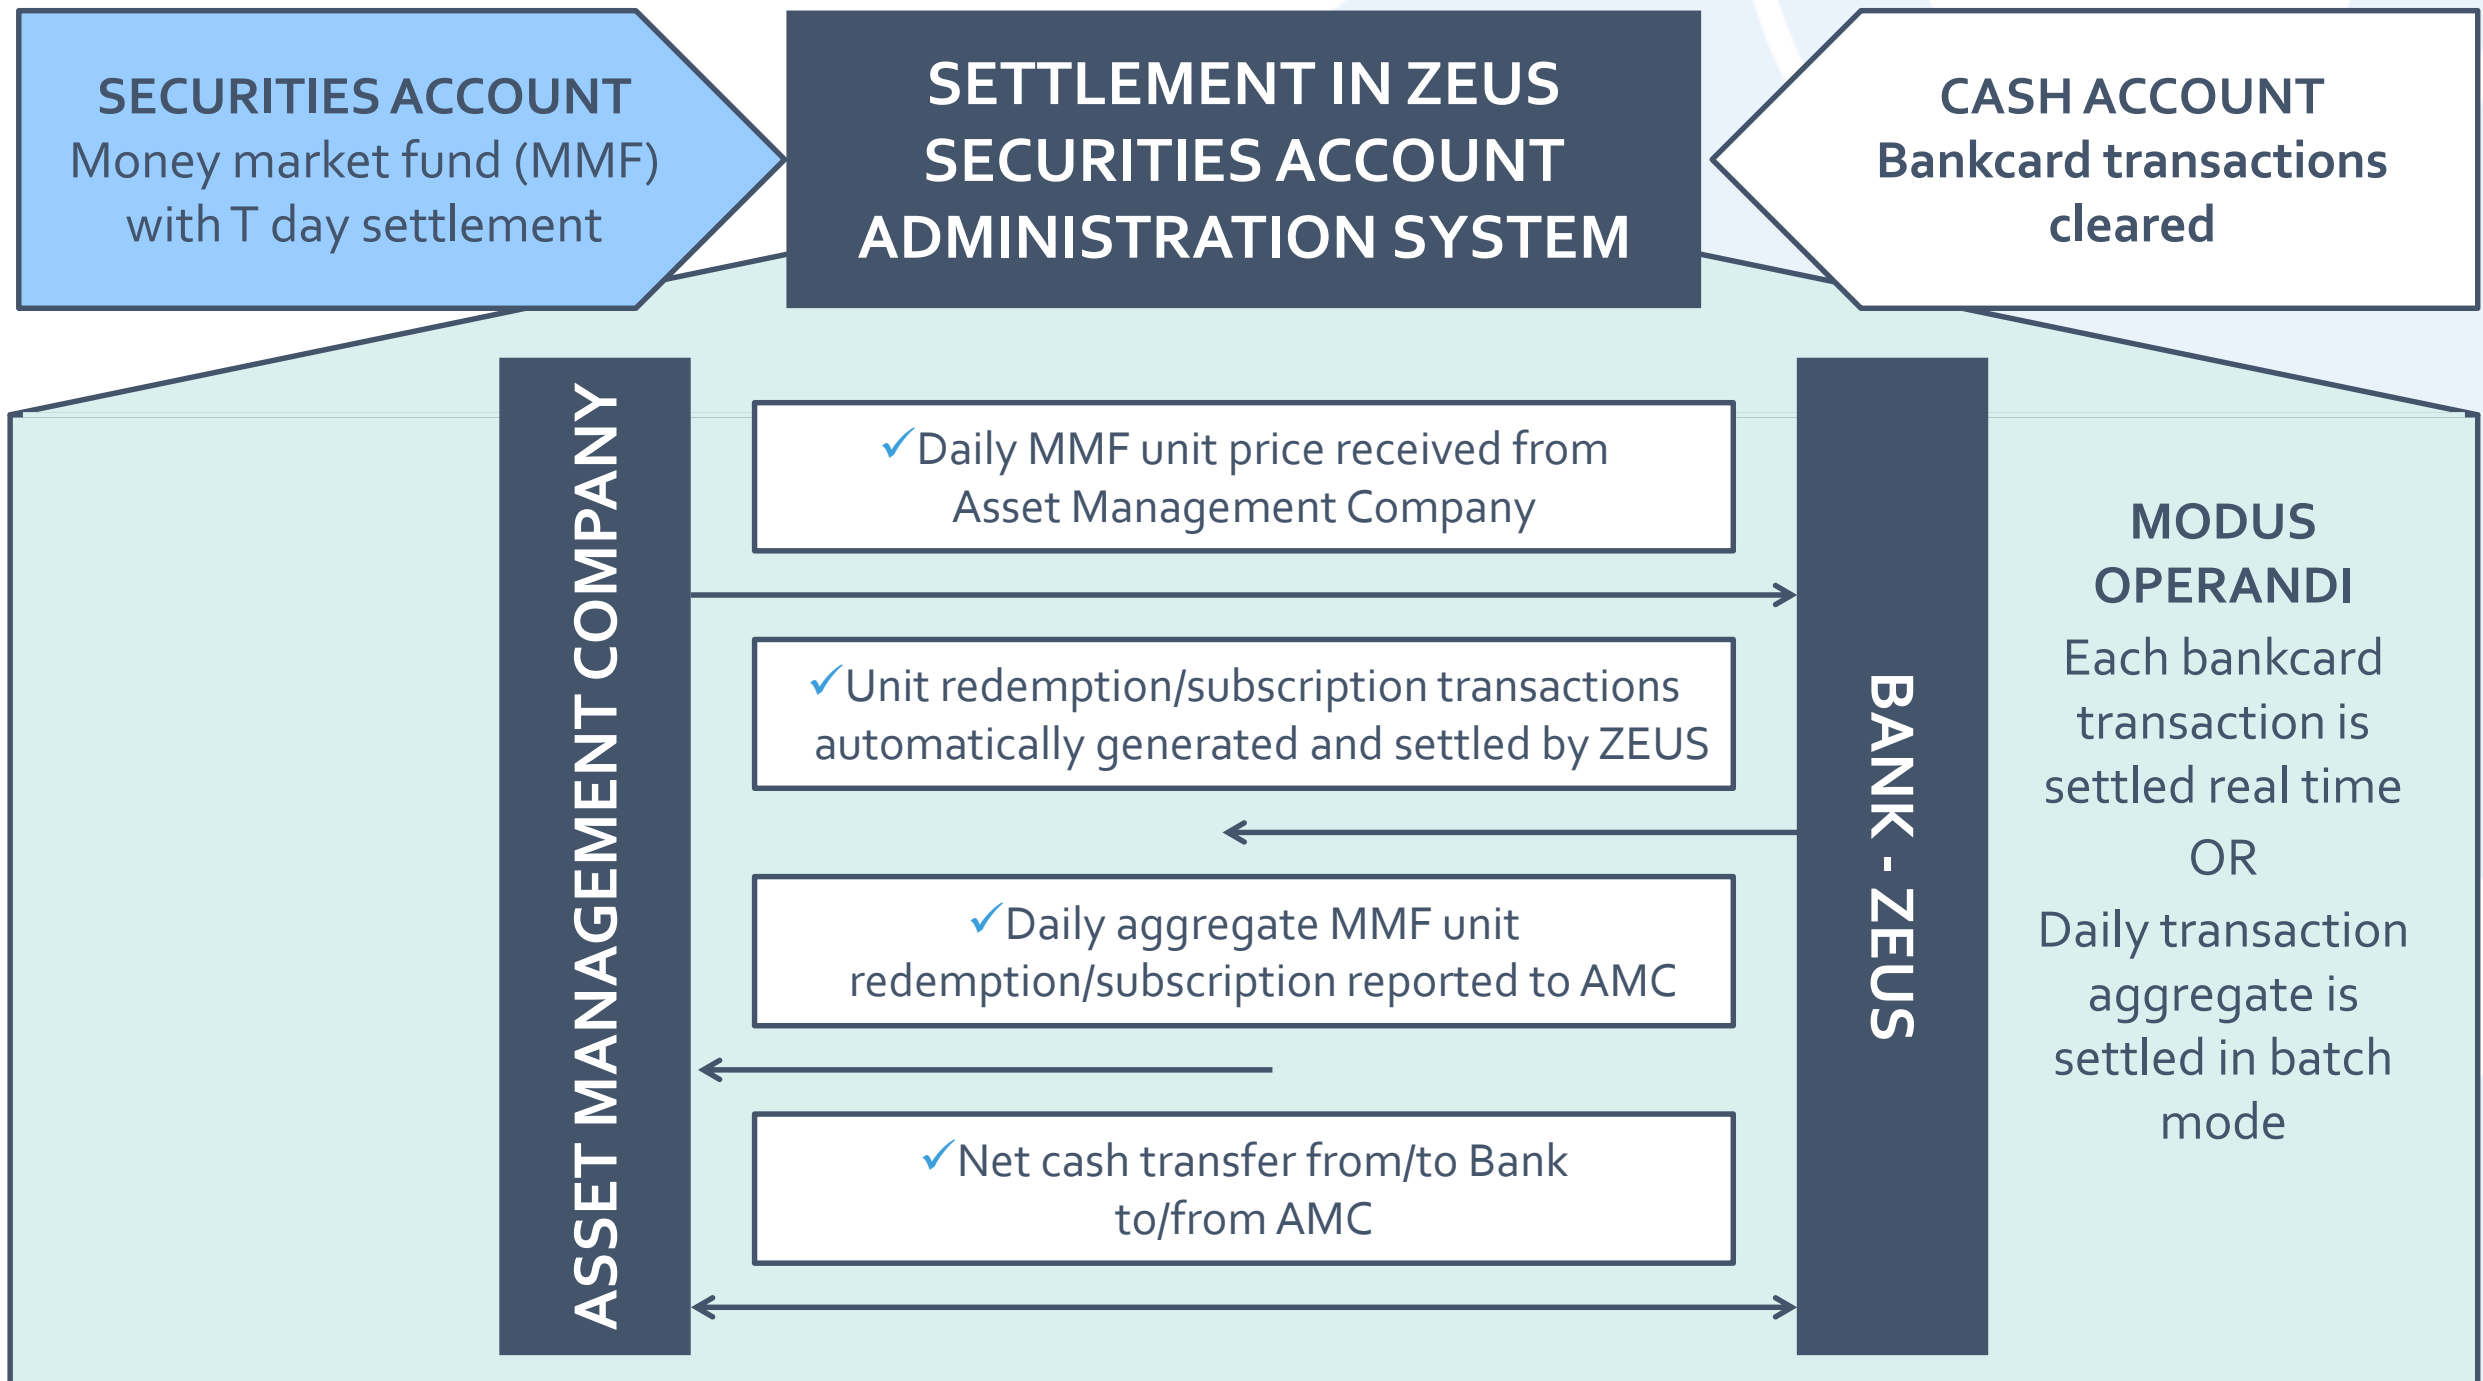 SECURITIES ACCOUNT
Money market fund (MMF)
with T day settlement
SETTLEMENT IN ZEUS
SECURITIES ACCOUNT
ADMINISTRATION SYSTEM
CASH ACCOUNT
Bankcard transactions
cleared
ASSET MANAGEMENT COMPANY
✓Daily MMF unit price received from
Asset Management Company
✓Unit redemption/subscription transactions
automatically generated and settled by ZEUS
✓Daily aggregate MMF unit
redemption/subscription reported to AMC
✓Net cash transfer from/to Bank
to/from AMC
BANK - ZEUS
MODUS
OPERANDI
Each bankcard
transaction is
settled real time
OR
Daily transaction
aggregate is
settled in batch
mode